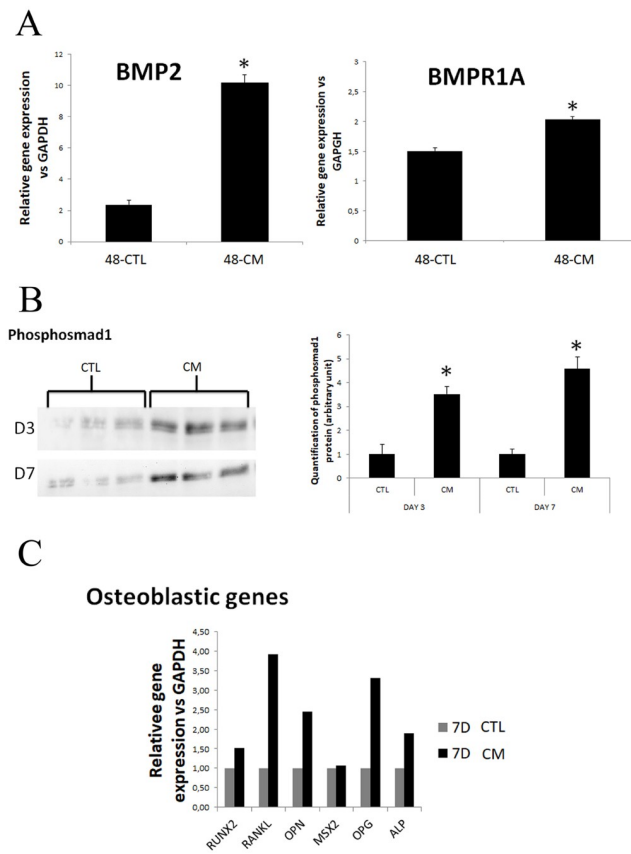 A
BMP2
*
Relative gene expression
vs GAPDH
12
10
8
6
4
2
0
48-CTL
48-CM
BMPR1A
*
Relative gene expression vs
GAPGH
3
2,5
2
1,5
1
0,5
0
48-CTL
48-CM
B
Phosphosmad1
CTL
CM
D3
D7
Quantification of phosphosmad1
protein (arbitrary unit)
6
5
4
3
2
1
0
*
*
CTL
CM
CTL
CM
DAY 3
DAY 7
C
Osteoblastic genes
Relativee gene
expression vs GAPDH
4,50
4,00
3,50
3,00
2,50
2,00
1,50
1,00
0,50
0,00
RUNX2
RANKL
OPN
MSX2
OPG
ALP
7D CTL
7D CM